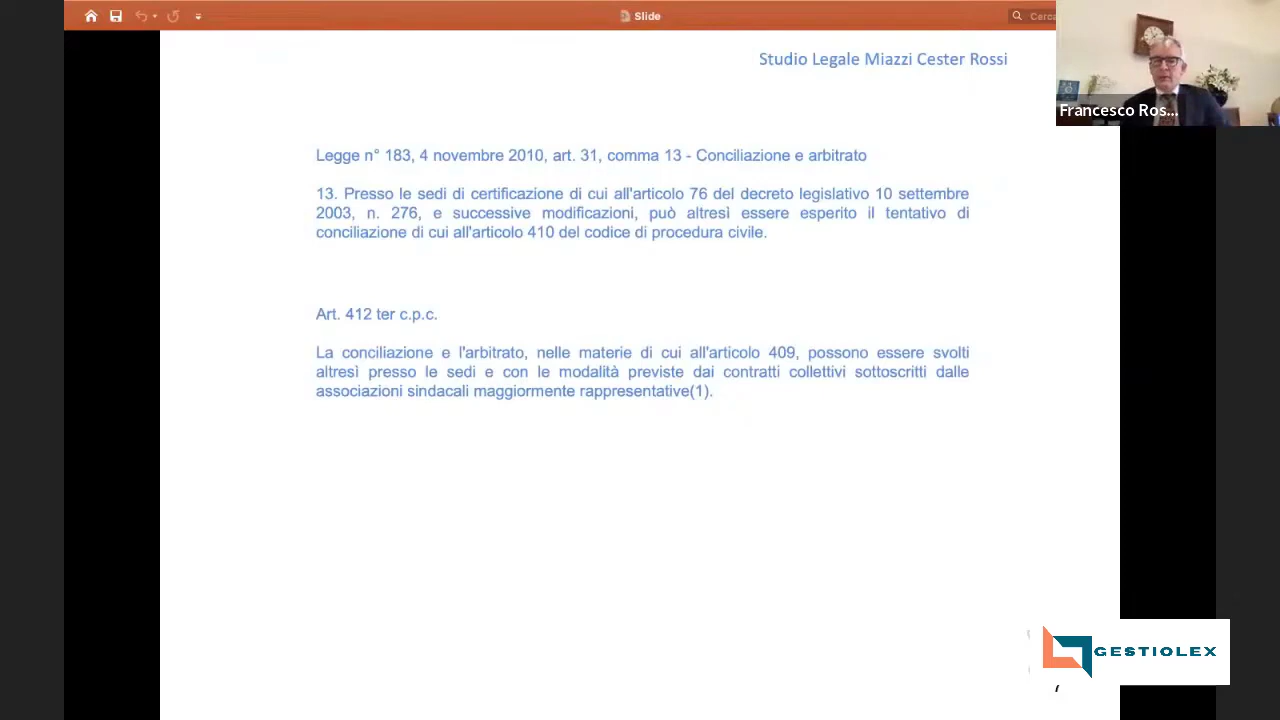 Slide
Cerca
Studio Legale Miazzi Cester Rossi
Francesco Ros...
Legge n° 183, 4 novembre 2010, art. 31, comma 13 - Conciliazione e arbitrato
13. Presso le sedi di certificazione di cui all'articolo 76 del decreto legislativo 10 settembre
2003, n. 276, e successive modificazioni, può altresì essere esperito il tentativo di
conciliazione di cui all'articolo 410 del codice di procedura civile.
Art. 412 ter c.p.c.
La conciliazione e l'arbitrato, nelle materie di cui all'articolo 409, possono essere svolti
altresì presso le sedi e con le modalità previste dai contratti collettivi sottoscritti dalle
associazioni sindacali maggiormente rappresentative(1).
GESTIOLEX